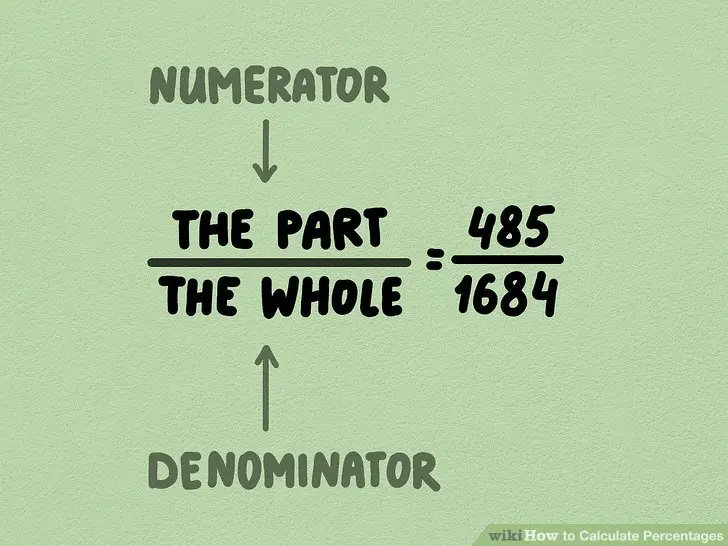 NUMERATOR
THE PART
THE WHOLE
=
485
1684
DENOMINATOR
wikiHow to Calculate Percentages